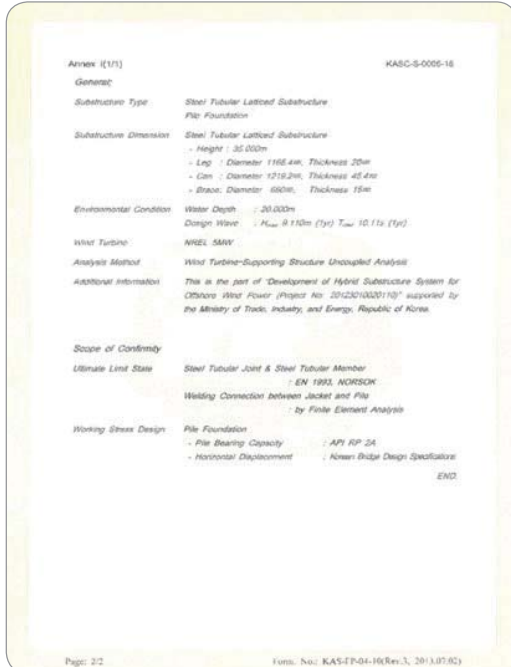 Annex I(1/1) KASC-S-0005-16
General;
Substructure Type Steel Tubular Latticed Substructure
Pile Foundation
Substructure Dimension Steel Tubular Latticed Substructure
- Height : 35.000m
- Leg : Diameter 1168.4㎜, Thickness 20㎜
- Can : Diameter 1219.2㎜, Thickness 45.4㎜
- Brace: Diameter 660㎜, Thickness 15㎜
Environmental Condition Water Depth : 20.000m
Design Wave : Hmax 9.110m (1yr) 10.11s (1yr)
Wind Turbine NREL 5MW
Analysis Method Wind Turbine-Supporting Structure Uncoupled Analysis
Additional Information This is the part of "Development of Hybrid Substructure System for
Offshore Wind Power (Project No: 20123010020110)" supported by
the Ministry of Trade, Industry, and Energy, Republic of Korea.
Scope of Confirmity
Ultimate Limit State Steel Tubular Joint & Steel Tubular Member
: EN 1993, NORSOK
Welding Connection between Jacket and Pile
: by Finite Element Analysis
Working Stress Design Pile Foundation
- Pile Bearing Capacity : API RP 2A
- Horizontal Displacement : Korean Bridge Design Specifications
END.
Page: 2/2 Form. No.: KAS-FP-04-10(Rev.3, 2013.07.02)